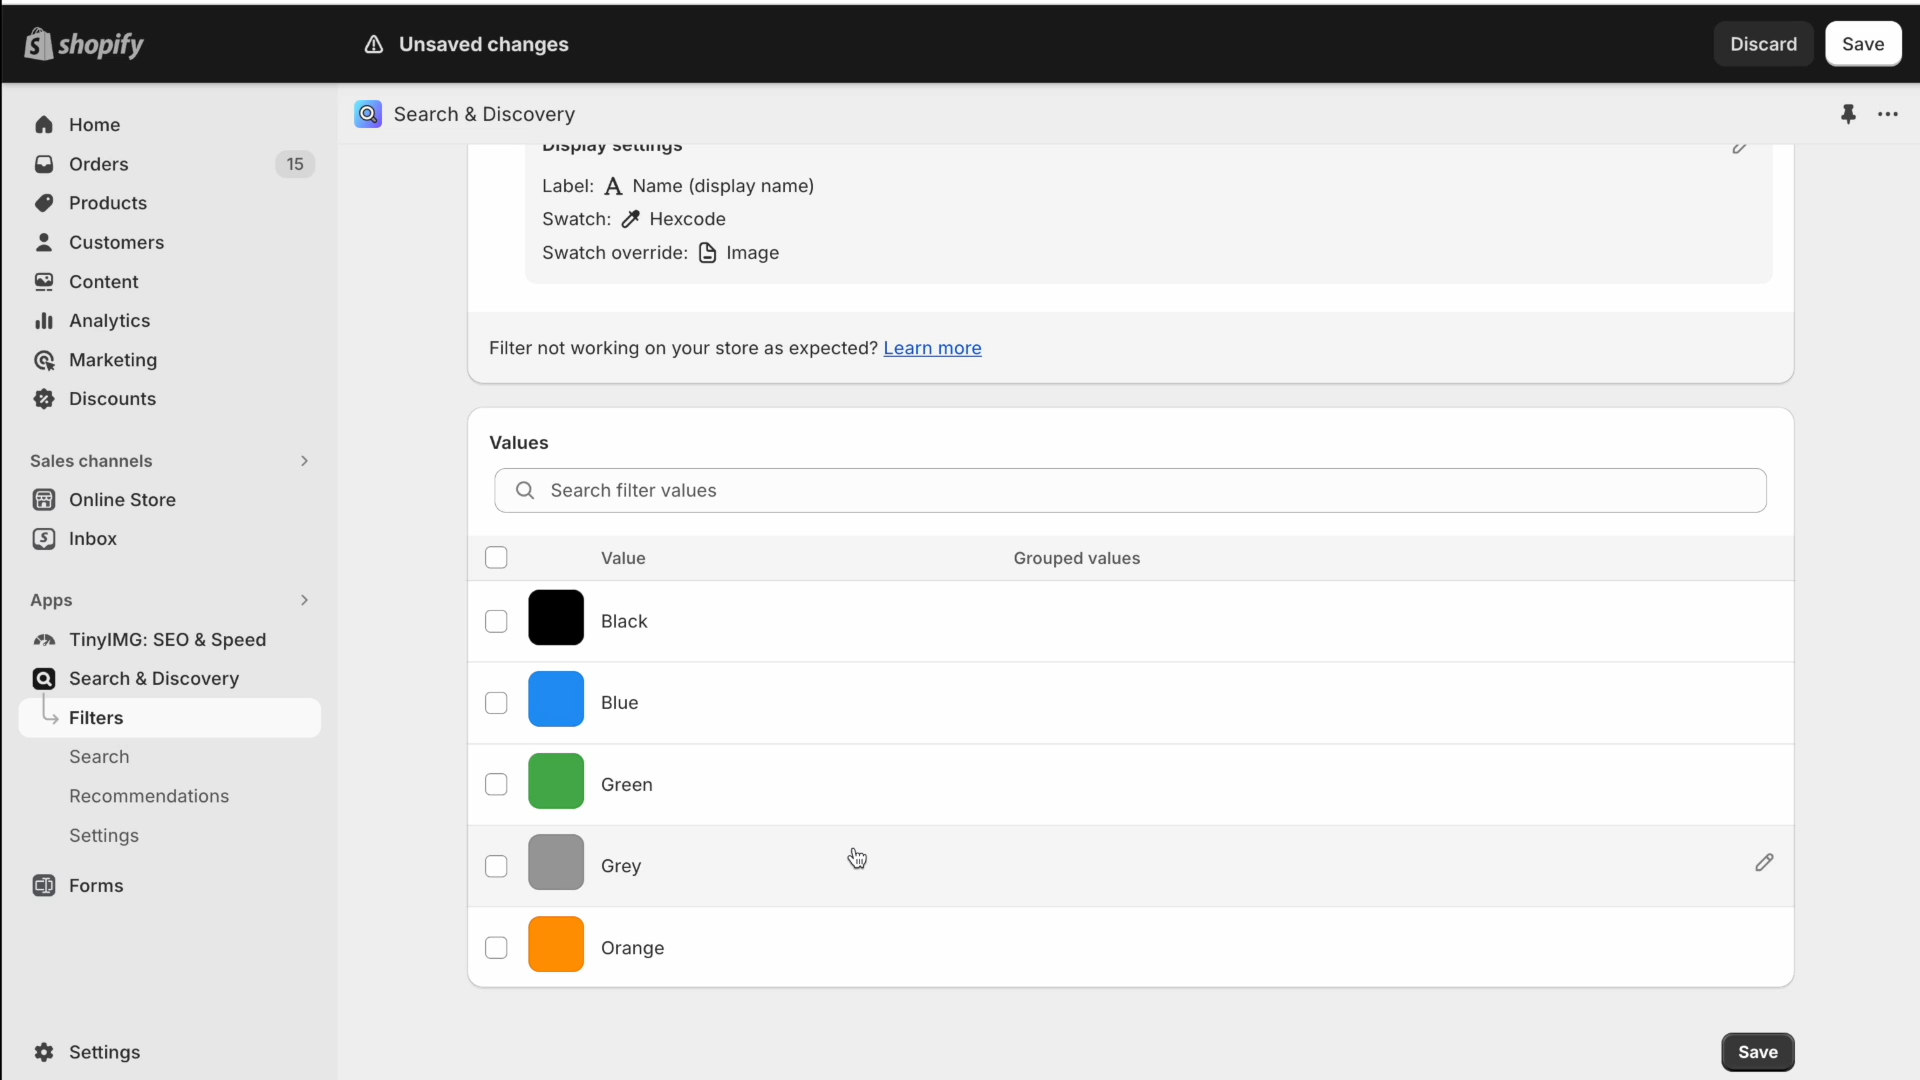 shopify
Unsaved changes
Discard
Save
Home
Orders 15
Products
Customers
Content
Analytics
Marketing
Discounts
Sales channels
Online Store
Inbox
Apps
TinyIMG: SEO & Speed
Search & Discovery
Filters
Search
Recommendations
Settings
Forms
Settings
Search & Discovery
Display settings
Label: A Name (display name)
Swatch: Hexcode
Swatch override: Image
Filter not working on your store as expected? Learn more
Values
Search filter values
Value Grouped values
Black
Blue
Green
Grey
Orange
Save